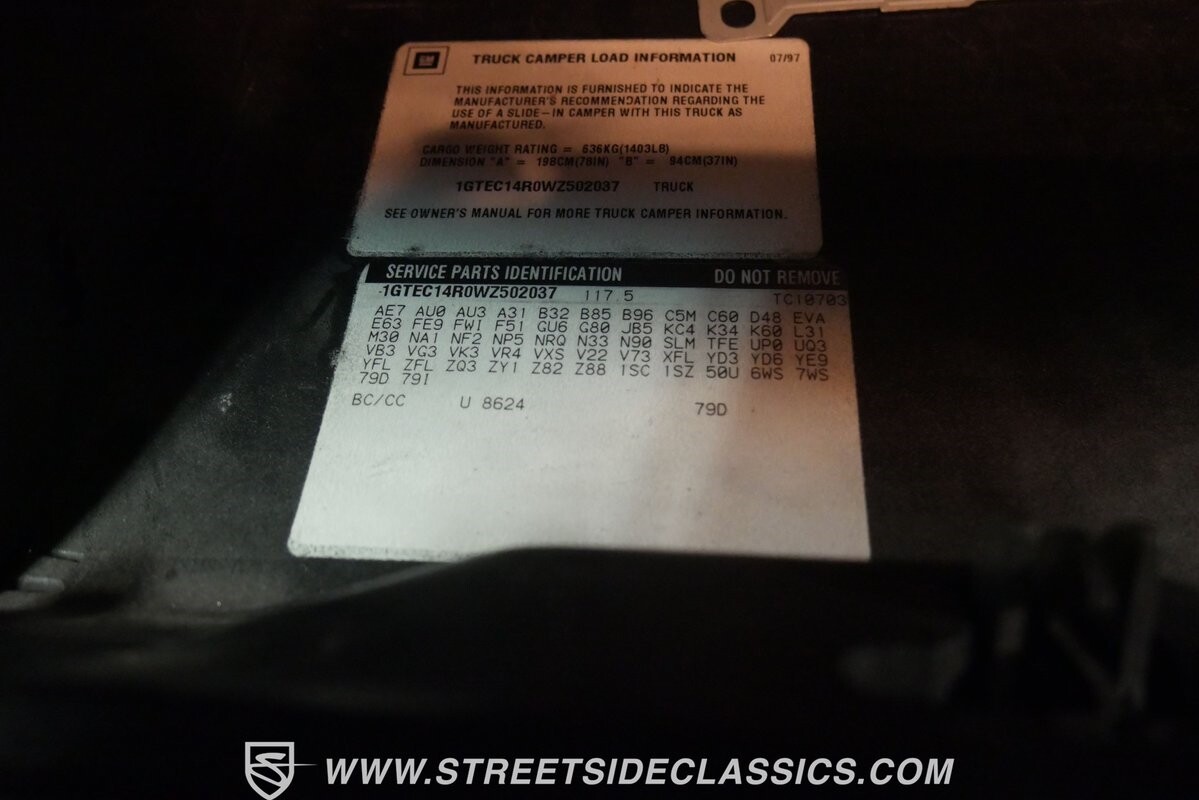 GM
TRUCK CAMPER LOAD INFORMATION 07/97
THIS INFORMATION IS FURNISHED TO INDICATE THE
MANUFACTURER'S RECOMMENDATION REGARDING THE
USE OF A SLIDE-IN CAMPER WITH THIS TRUCK AS
MANUFACTURED.
CARGO WEIGHT RATING = 636KG(1403LB)
DIMENSION "A" = 198CM(78IN) "B" = 94CM(37IN)
1GTEC14R0WZ502037 TRUCK
SEE OWNER'S MANUAL FOR MORE TRUCK CAMPER INFORMATION.
SERVICE PARTS IDENTIFICATION DO NOT REMOVE
1GTEC14R0WZ502037 117.5 TC10703
AE7 AU0 AU3 A31 B32 B85 B96 C5M C60 D48 EVA
E63 FE9 FWI F51 GU6 G80 JB5 KC4 K34 K60 L31
M30 NA1 NF2 NP5 NRQ N33 N90 SLM TFE UP0 UQ3
VB3 VG3 VK3 VR4 VXS V22 V73 XFL YD3 YD6 YE9
YFL ZFL ZQ3 ZY1 Z82 Z88 1SC 1SZ 50U 6WS 7WS
79D 79I
BC/CC U 8624 79D
WWW.STREETSIDECLASSICS.COM